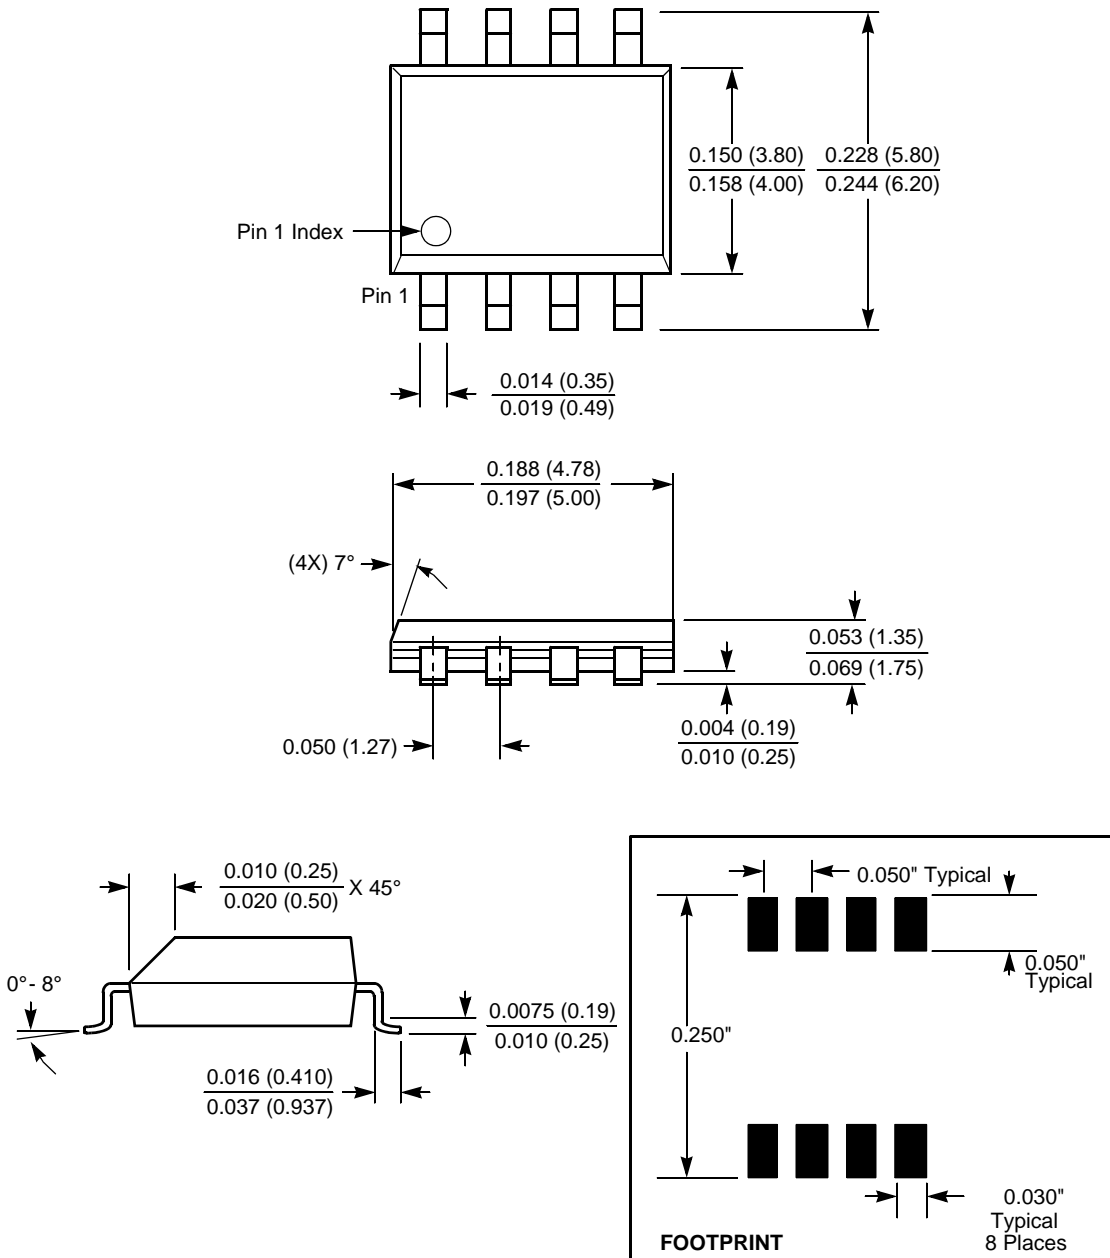 0.150 (3.80) 0.228 (5.80)
0.158 (4.00) 0.244 (6.20)
Pin 1 Index
Pin 1
0.014 (0.35)
0.019 (0.49)
0.188 (4.78)
0.197 (5.00)
(4X) 7°
0.053 (1.35)
0.069 (1.75)
0.004 (0.19)
0.010 (0.25)
0.050 (1.27)
0.010 (0.25)
0.020 (0.50)
X 45°
0°- 8°
0.0075 (0.19)
0.010 (0.25)
0.016 (0.410)
0.037 (0.937)
0.050" Typical
0.050"
Typical
0.250"
0.030"
Typical
8 Places
FOOTPRINT